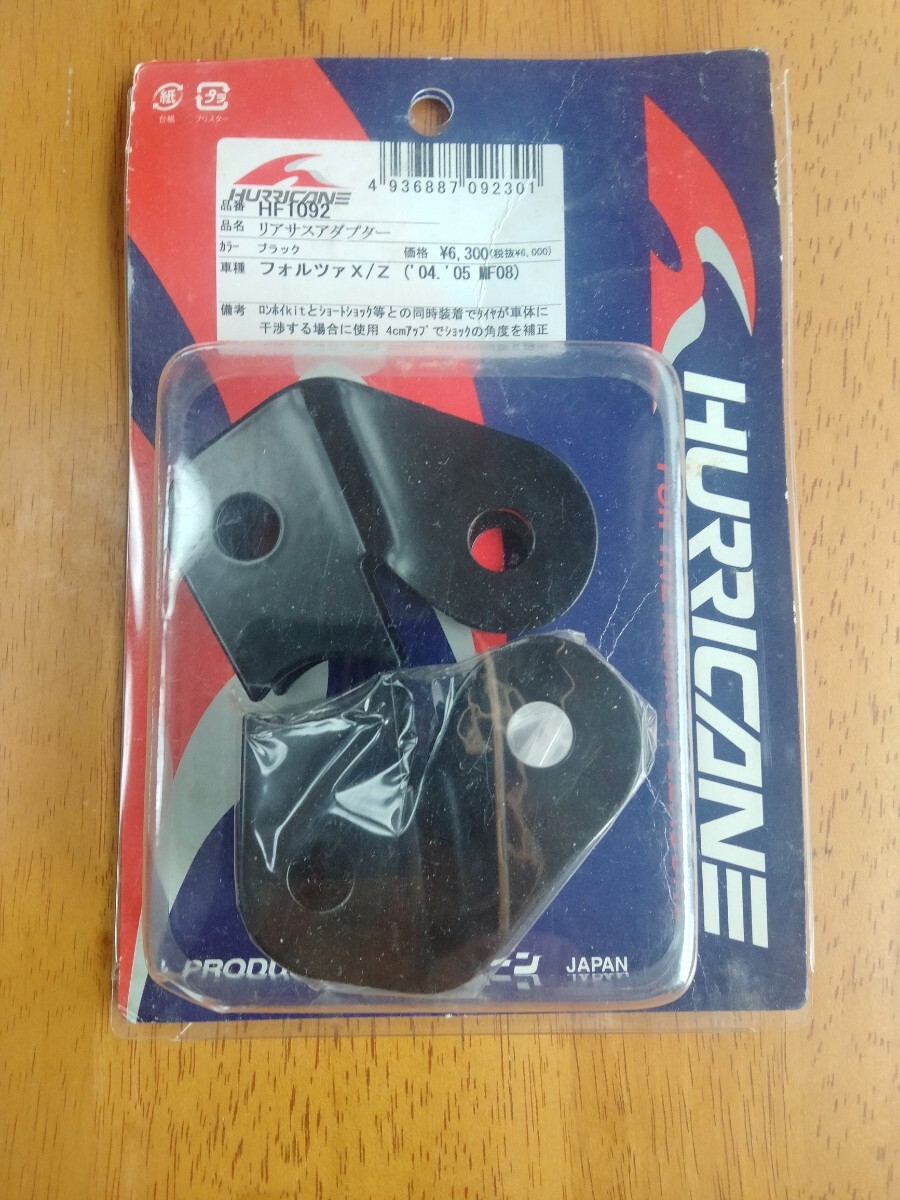 紙
プラ
台紙
ブリスター
HURRICANE
4 936887 092301
品番 HF1092
品名 リアサスアダプター
ｶﾗｰ ブラック 価格 ¥6,300(税抜¥6,000)
車種 フォルツァX/Z ('04.'05 MF08)
備考 ﾛﾝﾎｲkitとｼｮｰﾄｼｮｯｸ等との同時装着でﾀｲﾔが車体に
干渉する場合に使用 4cmｱｯﾌﾟでｼｮｯｸの角度を補正
HURRICANE
JAPAN